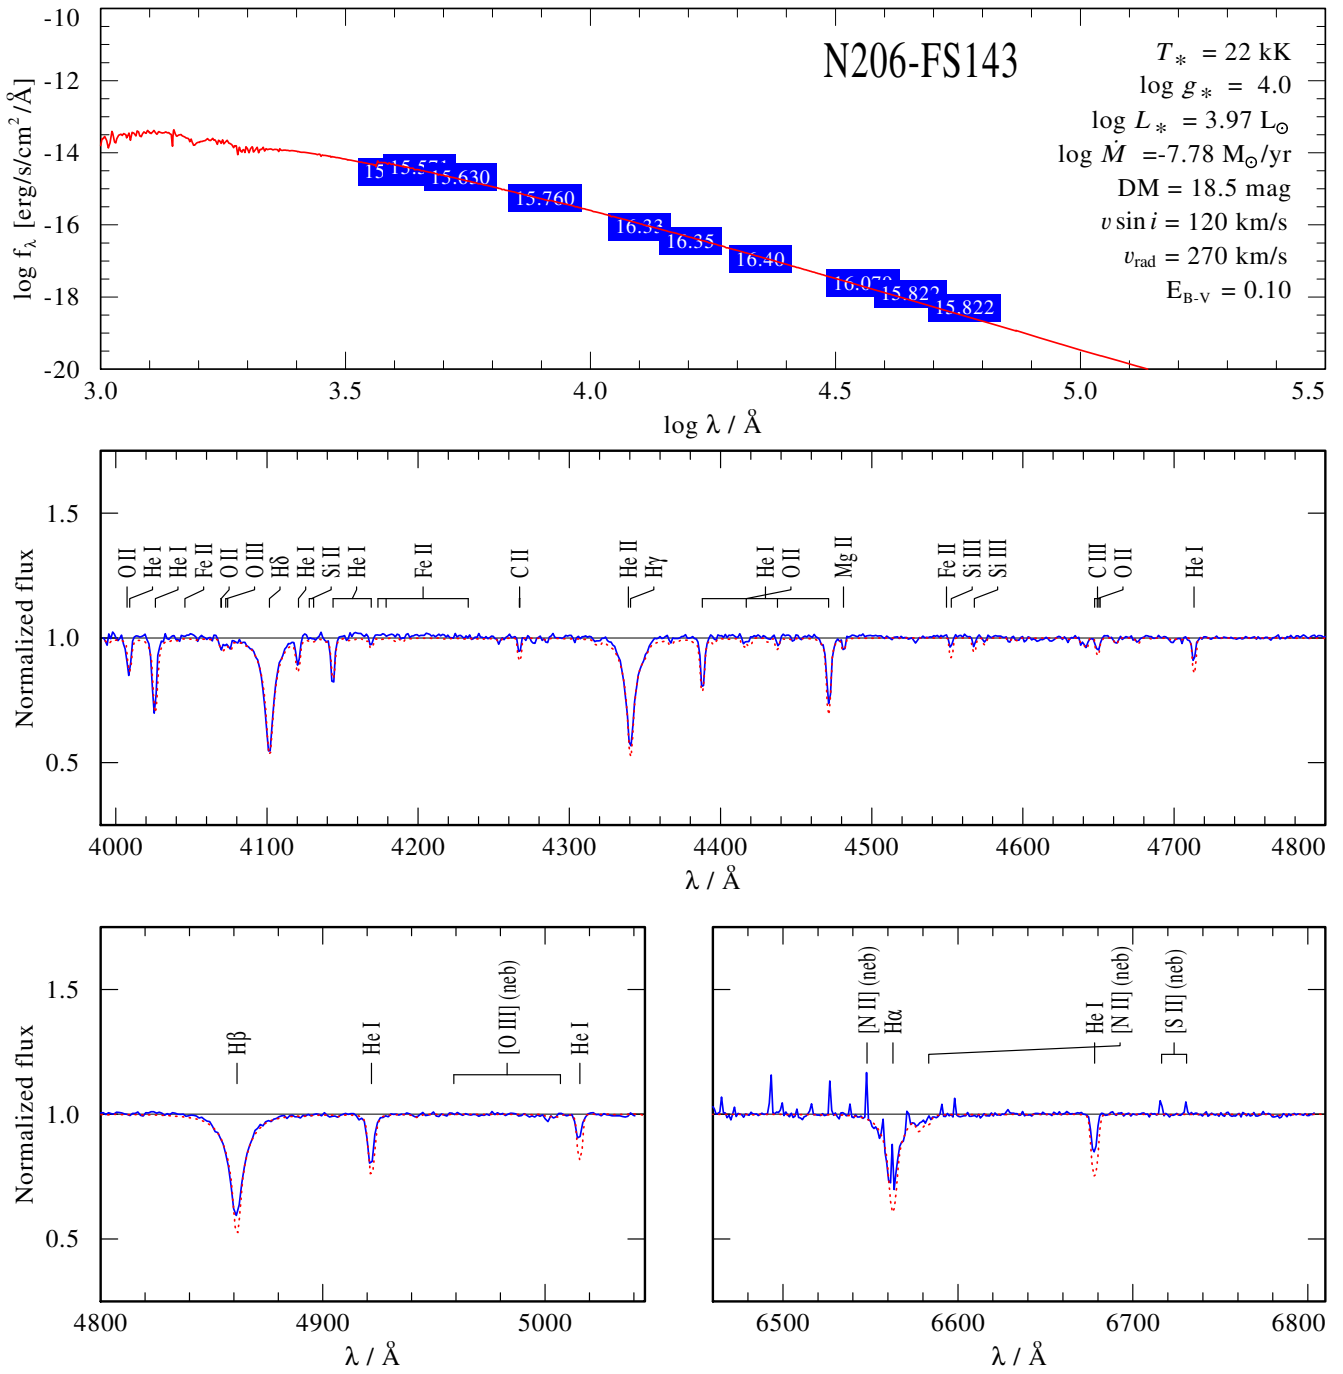 N206-FS143
T* = 22 kK
log g* = 4.0
log L* = 3.97 L⊙
log Ṁ =-7.78 M⊙/yr
DM = 18.5 mag
v sin i = 120 km/s
vrad = 270 km/s
EB-V = 0.10
log fλ [erg/s/cm²/Å]
-10
-12
-14
-16
-18
-20
15.630
15.760
16.33
16.35
16.40
15.822
15.822
3.0 3.5 4.0 4.5 5.0 5.5
log λ / Å
Normalized flux
1.5
1.0
0.5
O II
He I
He I
Fe II
O II
O III
Hδ
He I
Si II
He I
Fe II
C II
He II
Hγ
He I
O II
Mg II
Fe II
Si III
Si III
C III
O II
He I
4000 4100 4200 4300 4400 4500 4600 4700 4800
λ / Å
Normalized flux
1.5
1.0
0.5
Hβ
He I
[O III] (neb)
He I
4800 4900 5000
λ / Å
[N II] (neb)
Hα
He I
[N II] (neb)
[S II] (neb)
6500 6600 6700 6800
λ / Å